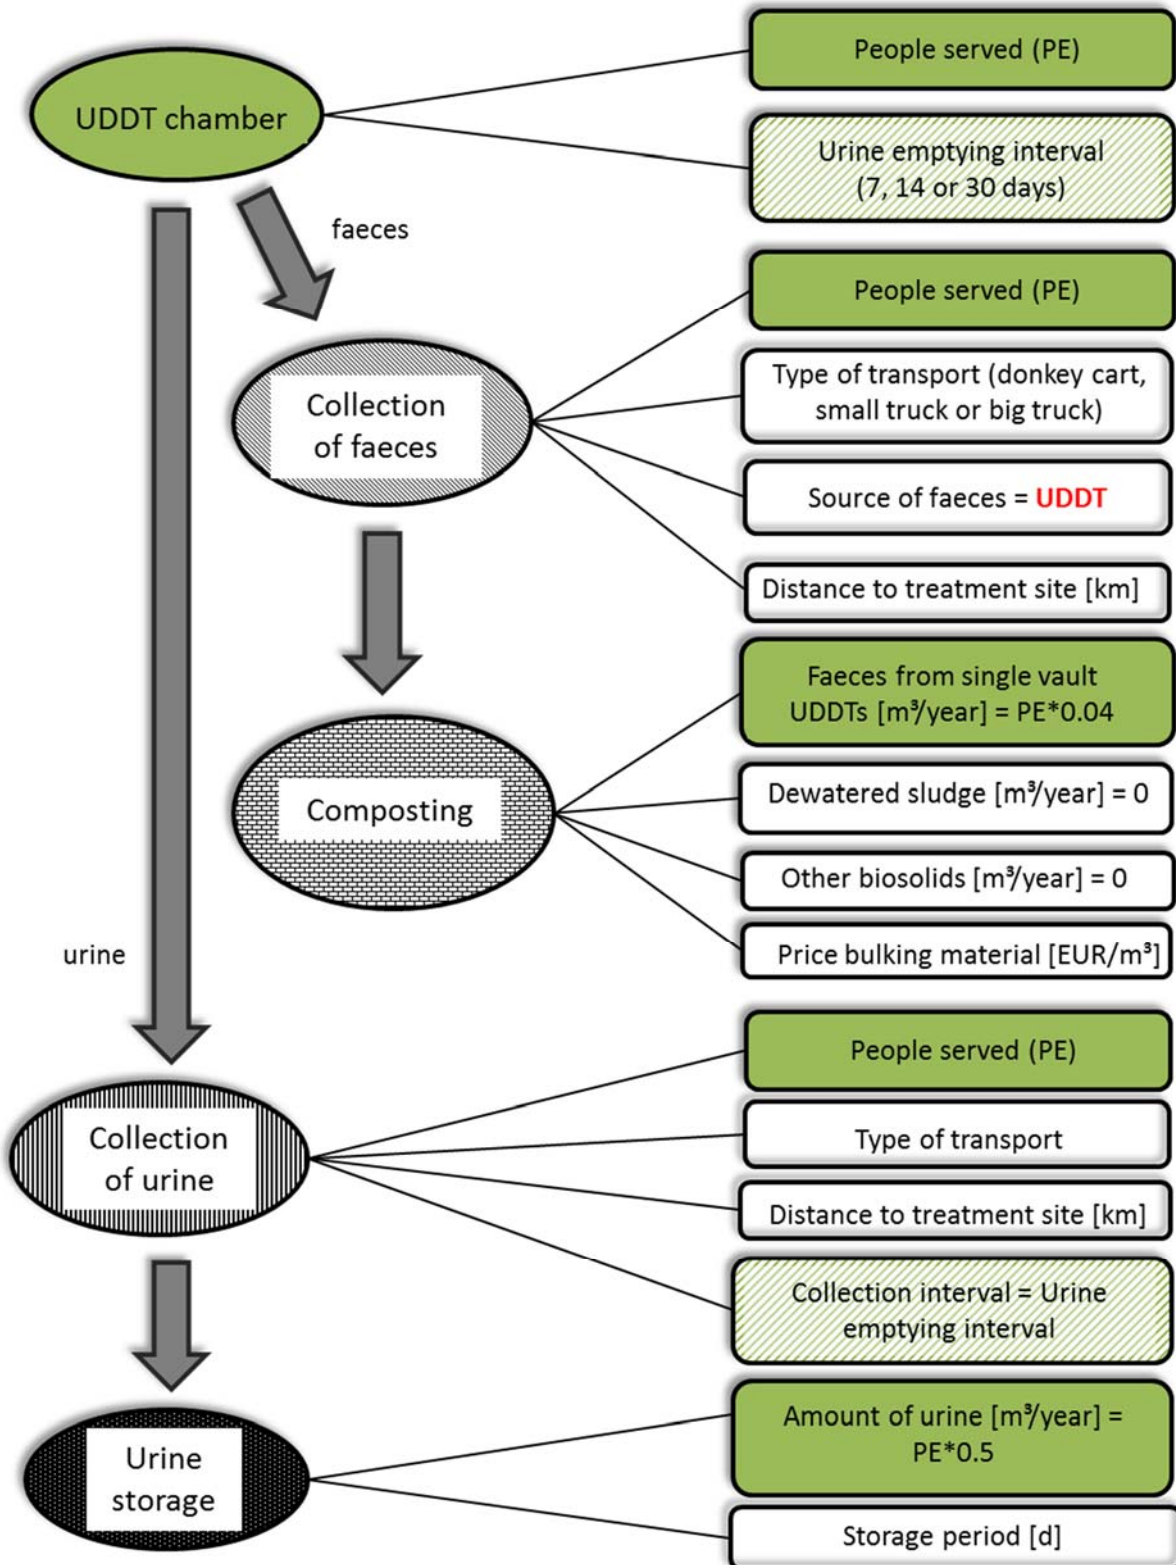 People served (PE)
UDDT chamber
Urine emptying interval
(7, 14 or 30 days)
faeces
People served (PE)
Type of transport (donkey cart,
small truck or big truck)
Collection
of faeces
Source of faeces = UDDT
Distance to treatment site [km]
Faeces from single vault
UDDTs [m³/year] = PE*0.04
Dewatered sludge [m³/year] = 0
Composting
Other biosolids [m³/year] = 0
Price bulking material [EUR/m³]
urine
People served (PE)
Type of transport
Collection
of urine
Distance to treatment site [km]
Collection interval = Urine
emptying interval
Amount of urine [m³/year] =
PE*0.5
Urine
storage
Storage period [d]